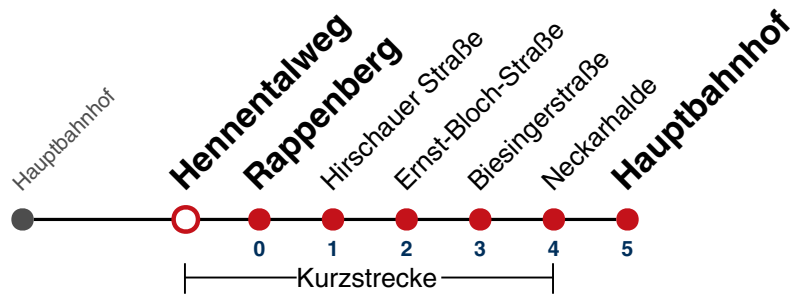 Hauptbahnhof
Hennentalweg
Rappenberg
Hirschauer Straße
Ernst-Bloch-Straße
Biesingerstraße
Neckarhalde
Hauptbahnhof
0 1 2 3 4 5
Kurzstrecke